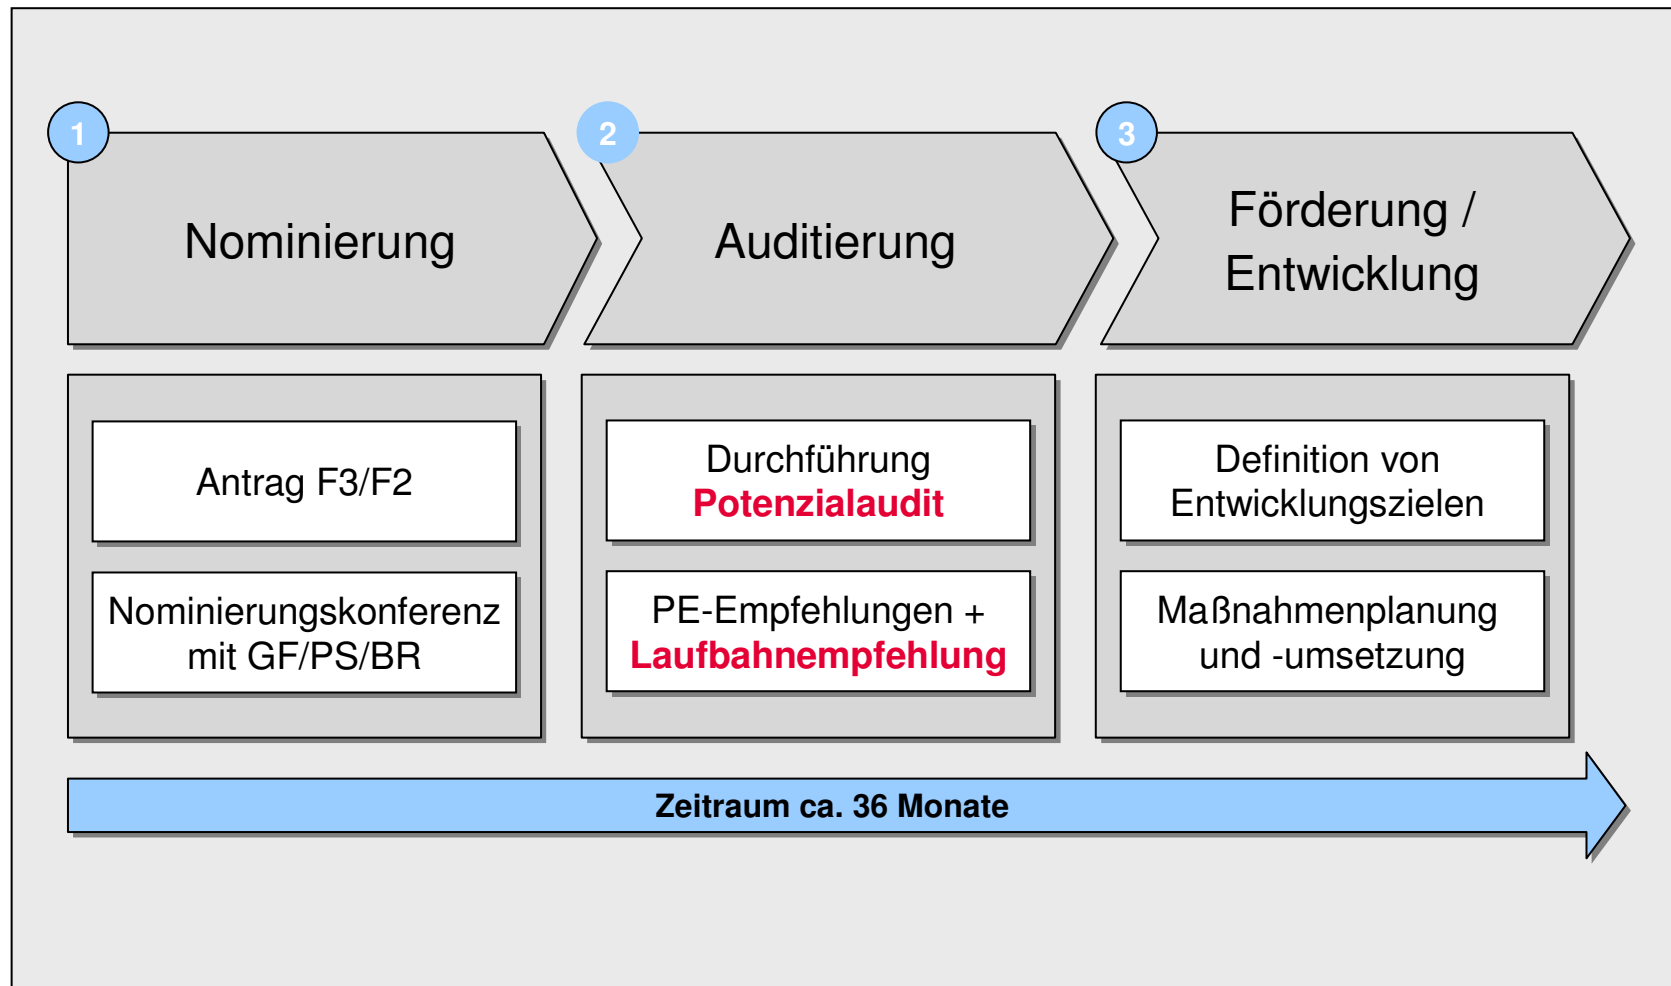 1
Nominierung
2
Auditierung
3
Förderung /
Entwicklung
Antrag F3/F2
Nominierungskonferenz
mit GF/PS/BR
Durchführung
Potenzialaudit
PE-Empfehlungen +
Laufbahnempfehlung
Definition von
Entwicklungszielen
Maßnahmenplanung
und -umsetzung
Zeitraum ca. 36 Monate